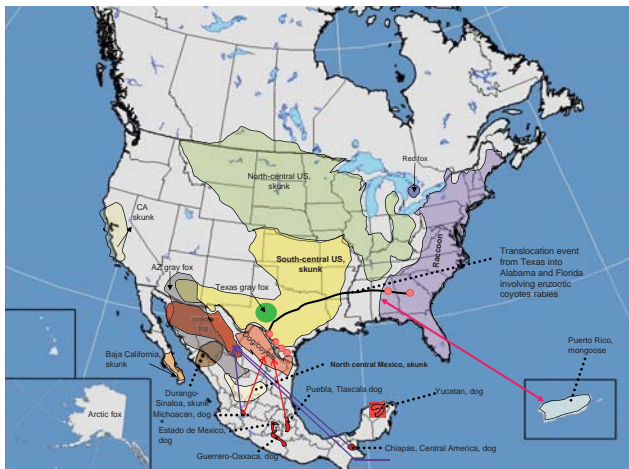 Red fox
North-central US,
skunk
CA
skunk
Raccoon
South-central US,
skunk
Translocation event
from Texas into
Alabama and Florida
involving enzootic
coyotes rabies
AZ gray fox
Texas gray fox
Dog/coyote
Puerto Rico,
mongoose
Baja California,
skunk
North central Mexico, skunk
Durango-
Sinaloa, skunk
Puebla, Tlaxcala dog
Yucatan, dog
Arctic fox
Michoacan, dog
Estado de Mexico,
dog
Chiapas, Central America, dog
Guerrero-Oaxaca, dog